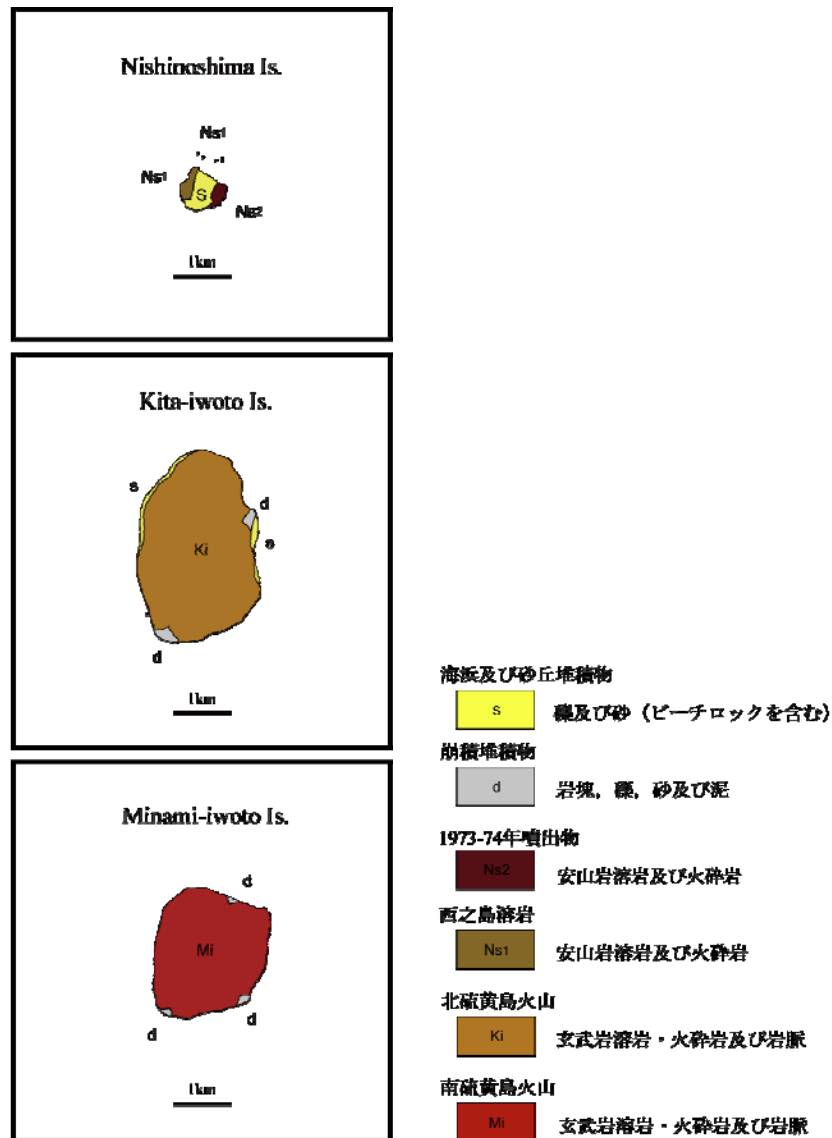 Nishinoshima Is.
Ns1
Ns1
S
Ns2
1km
Kita-iwoto Is.
s
d
Ki
s
d
1km
Minami-iwoto Is.
d
Mi
d
d
1km
海浜及び砂丘堆積物
s 礫及び砂（ビーチロックを含む）
崩積堆積物
d 岩塊，礫，砂及び泥
1973-74年噴出物
Ns2 安山岩溶岩及び火砕岩
西之島溶岩
Ns1 安山岩溶岩及び火砕岩
北硫黄島火山
Ki 玄武岩溶岩・火砕岩及び岩脈
南硫黄島火山
Mi 玄武岩溶岩・火砕岩及び岩脈